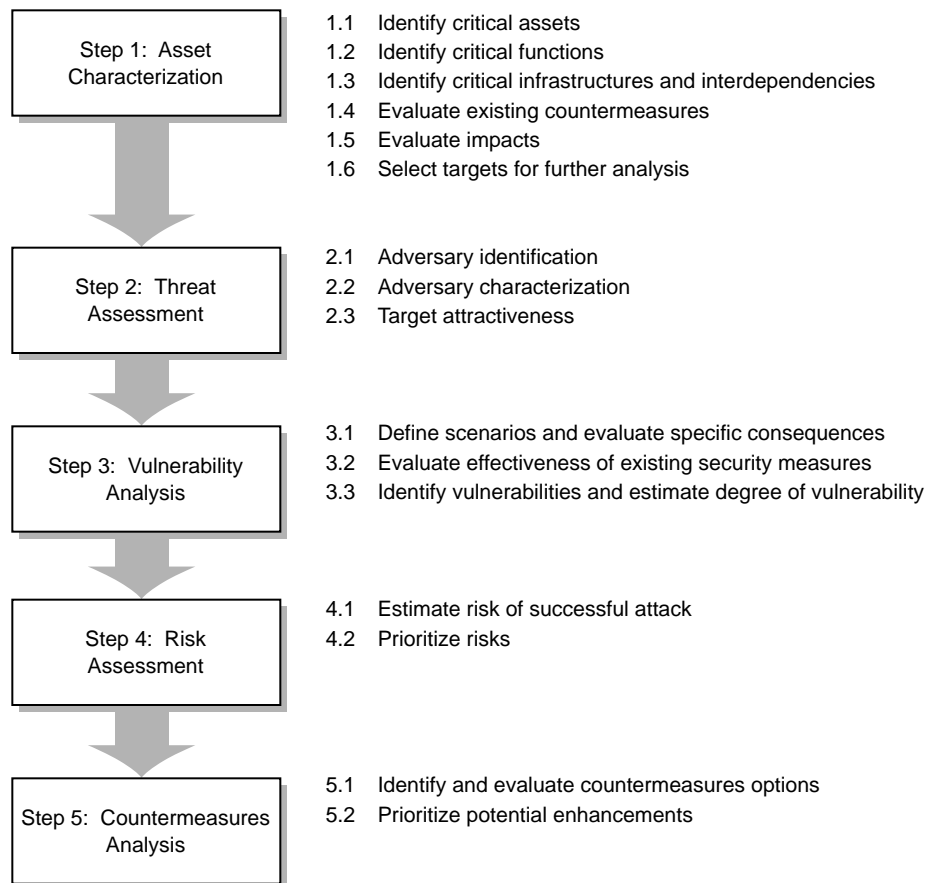 Step 1: Asset
Characterization
1.1 Identify critical assets
1.2 Identify critical functions
1.3 Identify critical infrastructures and interdependencies
1.4 Evaluate existing countermeasures
1.5 Evaluate impacts
1.6 Select targets for further analysis
Step 2: Threat
Assessment
2.1 Adversary identification
2.2 Adversary characterization
2.3 Target attractiveness
Step 3: Vulnerability
Analysis
3.1 Define scenarios and evaluate specific consequences
3.2 Evaluate effectiveness of existing security measures
3.3 Identify vulnerabilities and estimate degree of vulnerability
Step 4: Risk
Assessment
4.1 Estimate risk of successful attack
4.2 Prioritize risks
Step 5: Countermeasures
Analysis
5.1 Identify and evaluate countermeasures options
5.2 Prioritize potential enhancements